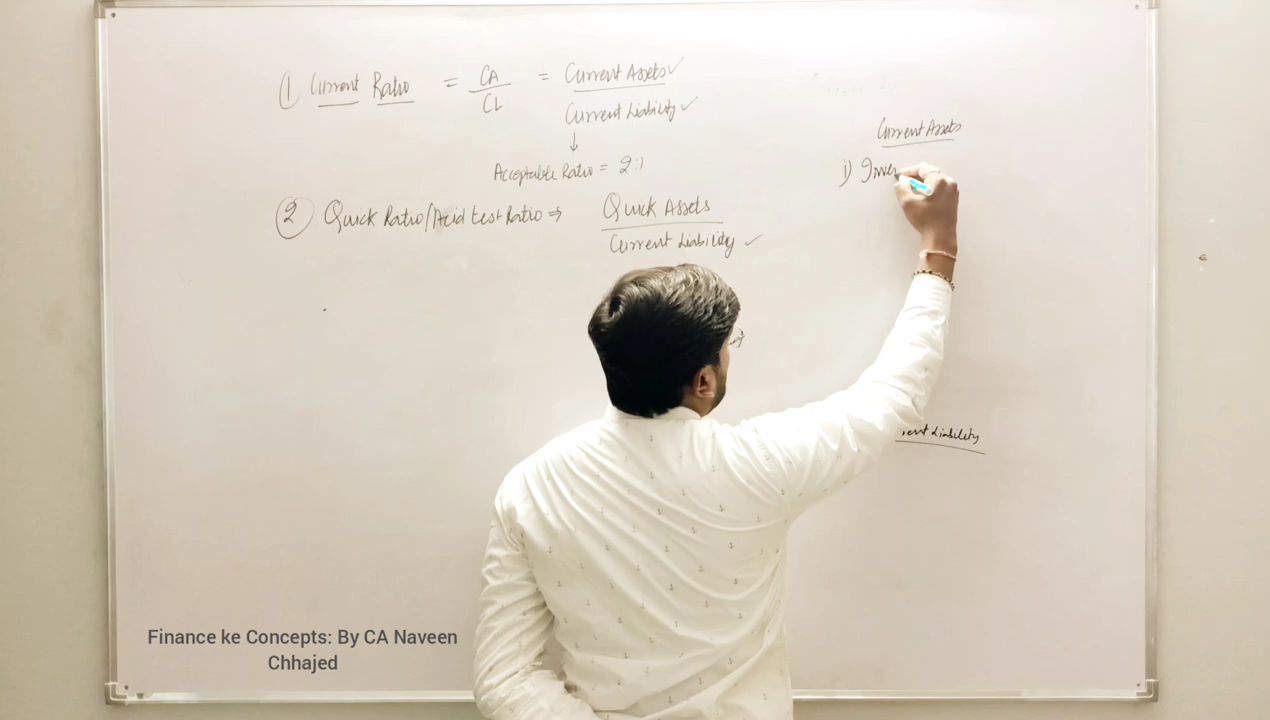 1 Current Ratio = CA / CL = Current Assets ✓ / Current Liability ✓
↓
Acceptable Ratio = 2:1
2 Quick Ratio/Acid test Ratio ⇒ Quick Assets / Current Liability ✓
Current Assets
i) Inve
rent Liability
Finance ke Concepts: By CA Naveen
Chhajed